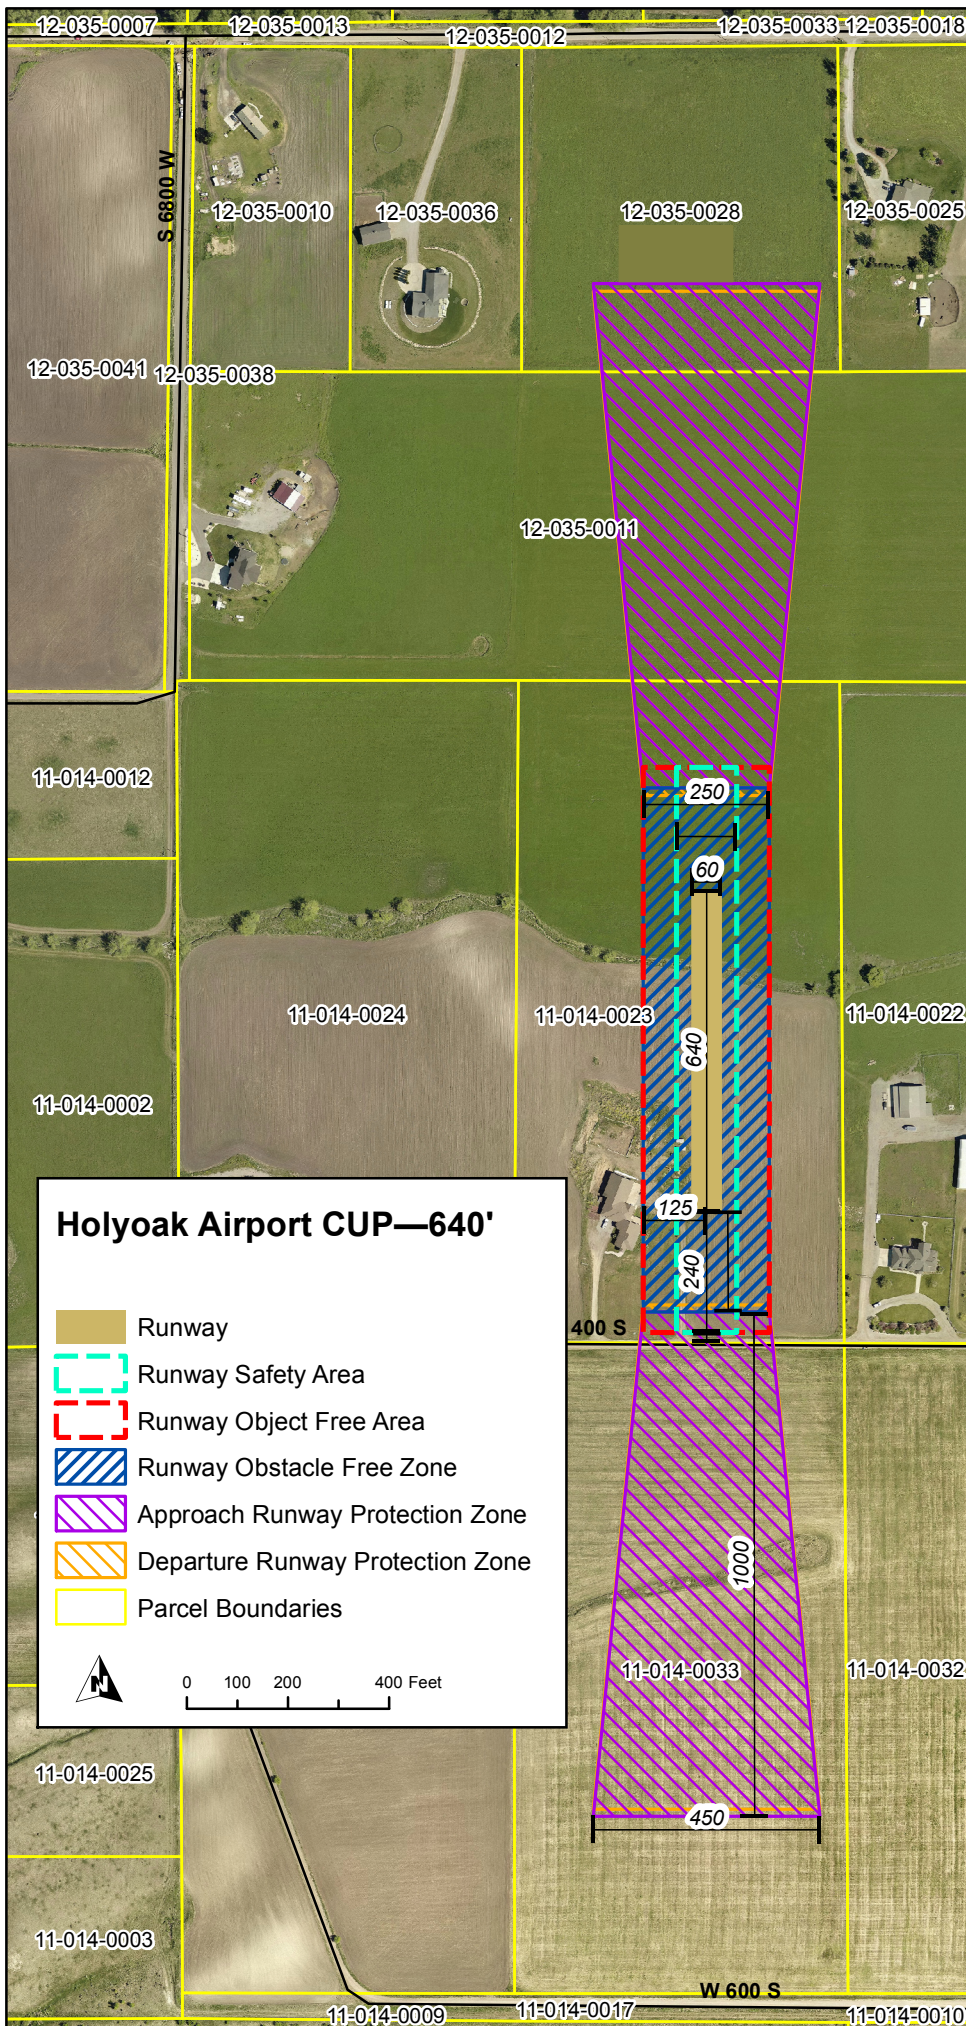 12-035-0007
12-035-0013
12-035-0012
12-035-0033
12-035-0018
S 6800 W
12-035-0010
12-035-0036
12-035-0028
12-035-0025
12-035-0041
12-035-0038
12-035-0011
11-014-0012
250
60
11-014-0024
11-014-0023
640
11-014-0022
11-014-0002
125
240
400 S
Holyoak Airport CUP—640'
Runway
Runway Safety Area
Runway Object Free Area
Runway Obstacle Free Zone
Approach Runway Protection Zone
Departure Runway Protection Zone
Parcel Boundaries
N
0 100 200 400 Feet
1000
11-014-0033
11-014-0032
11-014-0025
450
11-014-0003
W 600 S
11-014-0009
11-014-0017
11-014-0010